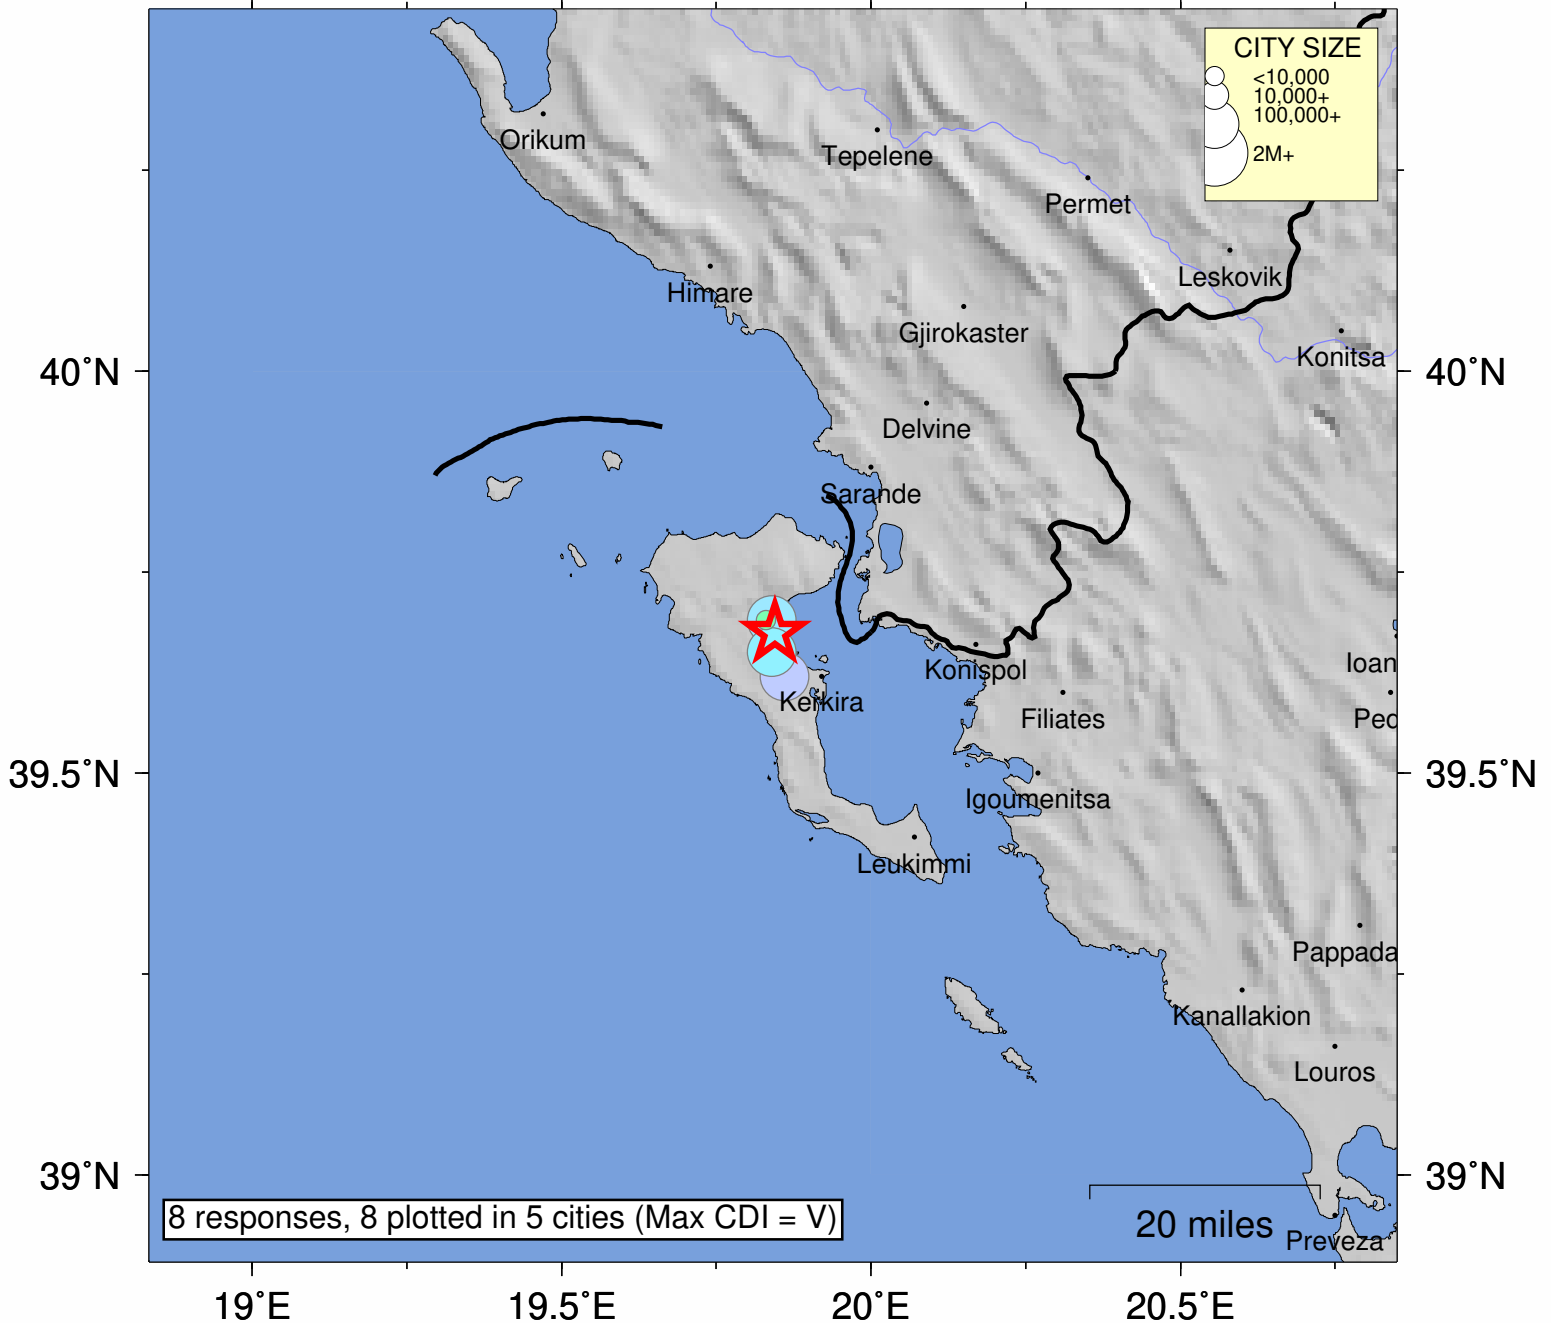 CITY SIZE
<10,000
10,000+
100,000+
2M+
Orikum
Tepelene
Permet
Leskovik
Himare
Gjirokaster
Konitsa
40˚N
40˚N
Delvine
Sarande
Konispol
Ioan
Kerkira
Filiates
Ped
39.5˚N
39.5˚N
Igoumenitsa
Leukimmi
Pappada
Kanallakion
Louros
39˚N
39˚N
8 responses, 8 plotted in 5 cities (Max CDI = V)
20 miles
Preveza
19˚E
19.5˚E
20˚E
20.5˚E